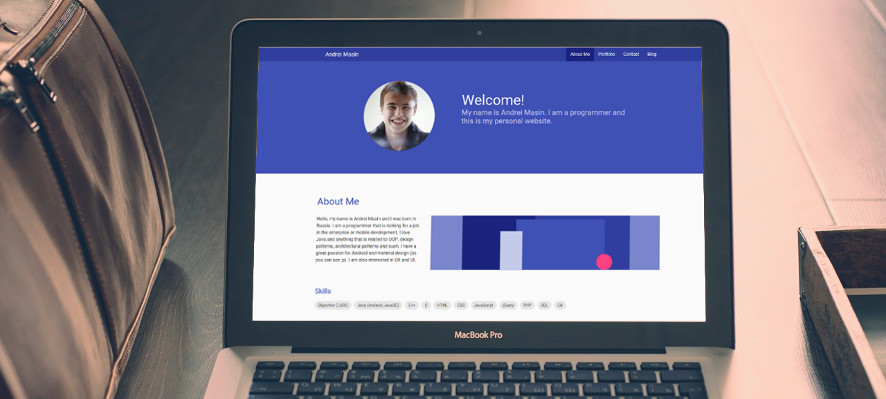 Andrei Masin
About Me Portfolio Contact Blog
Welcome!
My name is Andrei Masin. I am a programmer and
this is my personal website.
About Me
Hello, my name is Andrei Masin and I was born in
Russia. I am a programmer that is looking for a job
in the enterprise or mobile development. I love
Java and anything that is related to OOP, design
patterns, architectural patterns and such. I have a
great passion for Android and material design (as
you can see :p). I am also interested in UX and UI.
Skills
Objective C (iOS) Java (Android, JavaSE) C++ C HTML CSS JavaScript jQuery PHP SQL C#
MacBook Pro